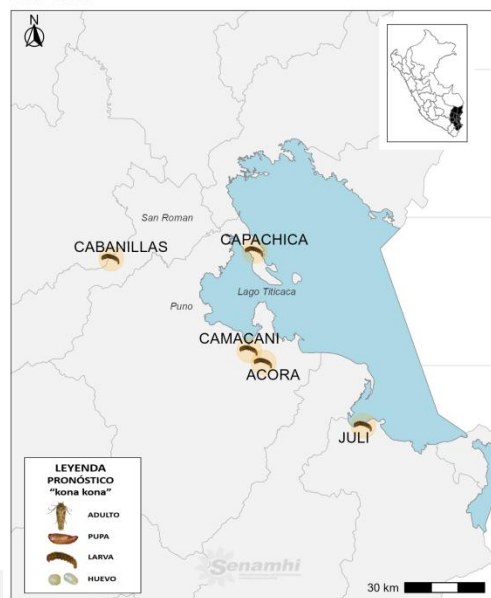 N
San Roman
CABANILLAS
CAPACHICA
Lago Titicaca
Puno
CAMACANI
ACORA
JULI
LEYENDA
PRONÓSTICO
"kona kona"
ADULTO
PUPA
LARVA
HUEVO
Senamhi
30 km